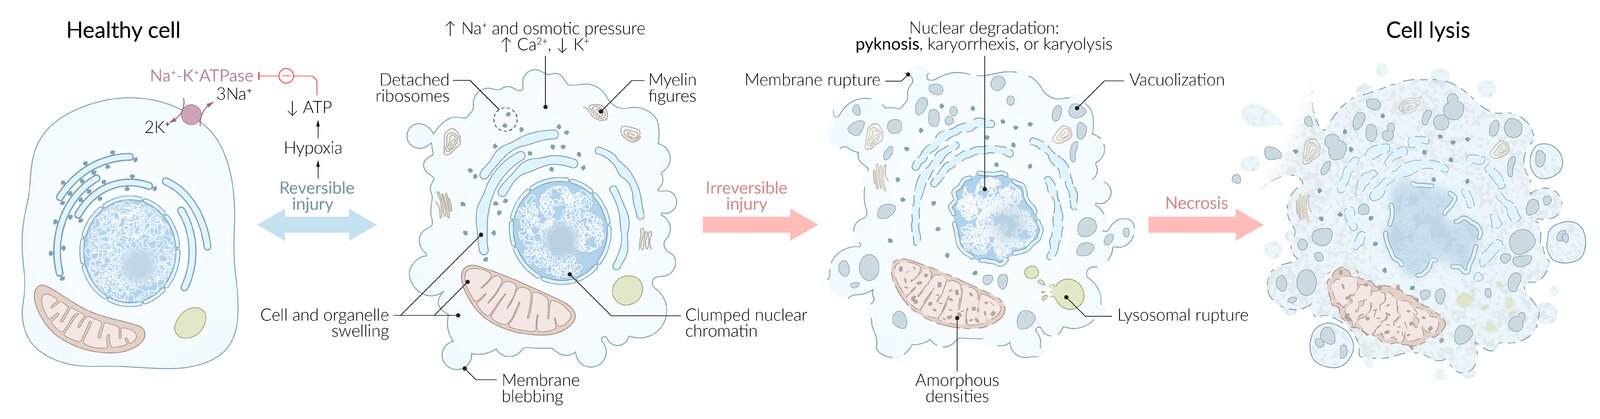 Healthy cell
Na⁺-K⁺ATPase
−
3Na⁺
2K⁺
↓ ATP
Hypoxia
Reversible
injury
↑ Na⁺ and osmotic pressure
↑ Ca²⁺, ↓ K⁺
Detached
ribosomes
Myelin
figures
Cell and organelle
swelling
Clumped nuclear
chromatin
Membrane
blebbing
Irreversible
injury
Nuclear degradation:
pyknosis, karyorrhexis, or karyolysis
Membrane rupture
Vacuolization
Lysosomal rupture
Amorphous
densities
Necrosis
Cell lysis